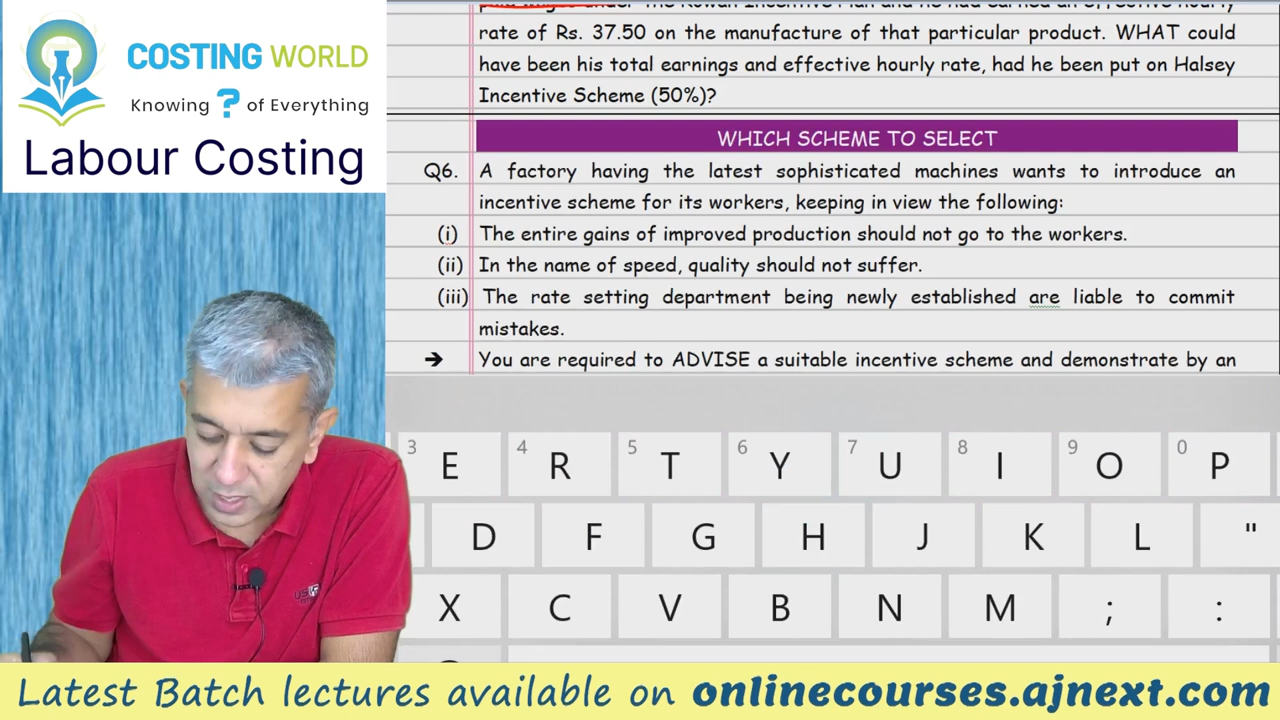 COSTING WORLD
Knowing ? of Everything
Labour Costing
rate of Rs. 37.50 on the manufacture of that particular product. WHAT could
have been his total earnings and effective hourly rate, had he been put on Halsey
Incentive Scheme (50%)?
WHICH SCHEME TO SELECT
Q6. A factory having the latest sophisticated machines wants to introduce an
incentive scheme for its workers, keeping in view the following:
(i) The entire gains of improved production should not go to the workers.
(ii) In the name of speed, quality should not suffer.
(iii) The rate setting department being newly established are liable to commit
mistakes.
➔ You are required to ADVISE a suitable incentive scheme and demonstrate by an
3 E 4 R 5 T 6 Y 7 U 8 I 9 O 0 P
D F G H J K L "
X C V B N M ; :
Latest Batch lectures available on onlinecourses.ajnext.com